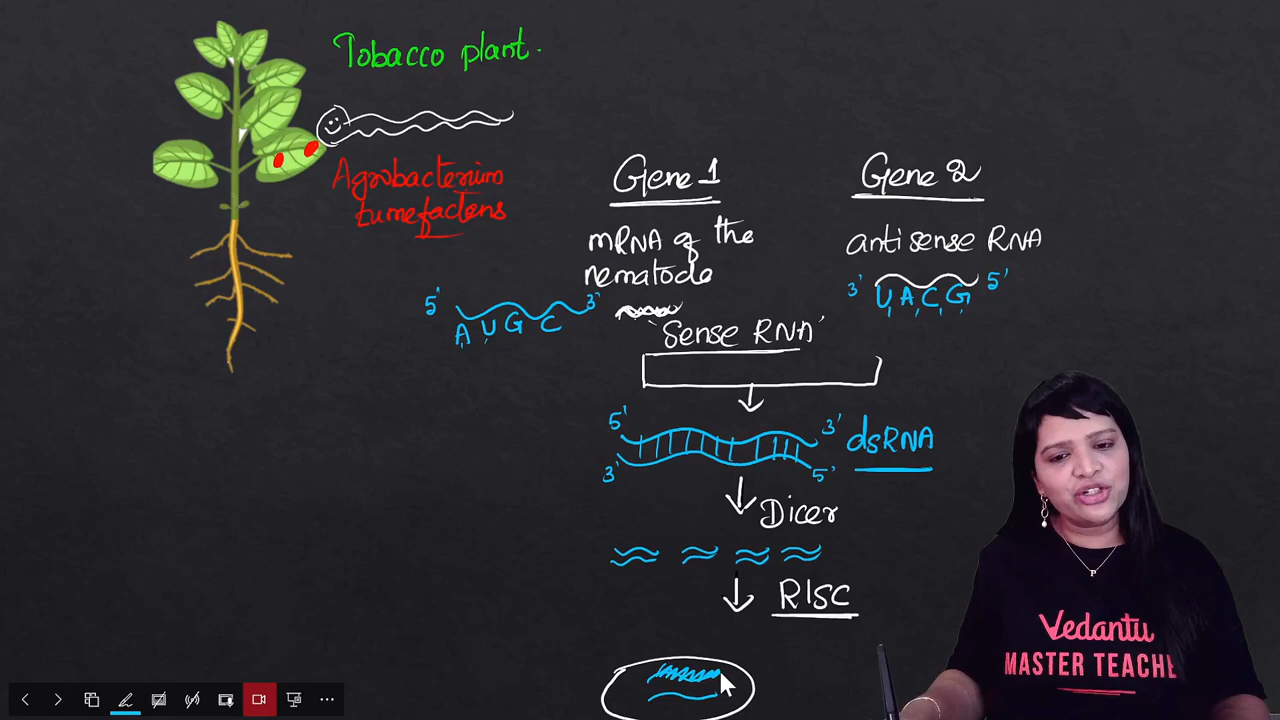 Tobacco plant.
Agrobacterium
tumefaciens
Gene 1
mRNA of the
nematode
5' 3'
A U G C
'Sense RNA'
Gene 2
antisense RNA
3' 5'
U A C G
5' 3' dsRNA
3' 5'
Dicer
RISC
P
Vedantu
MASTER TEACHE